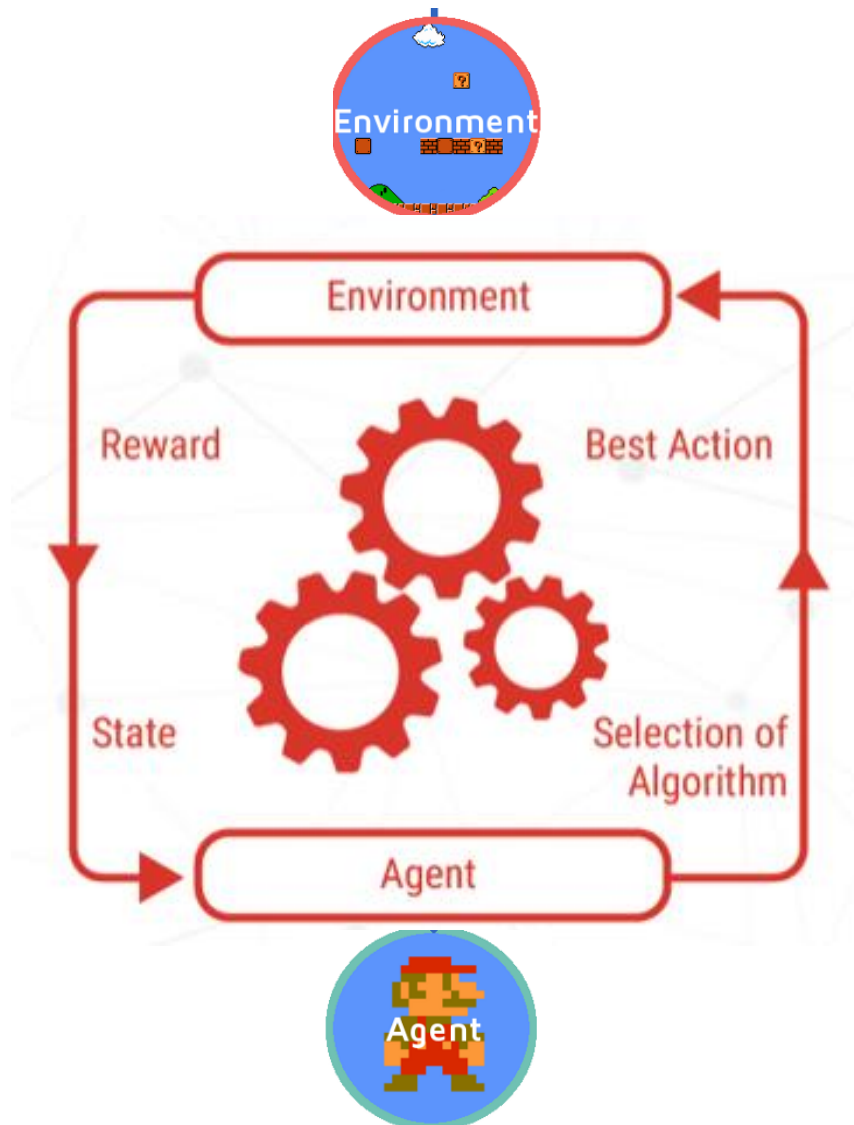 Environment
?
?
Environment
Reward
Best Action
State
Selection of
Algorithm
Agent
Agent